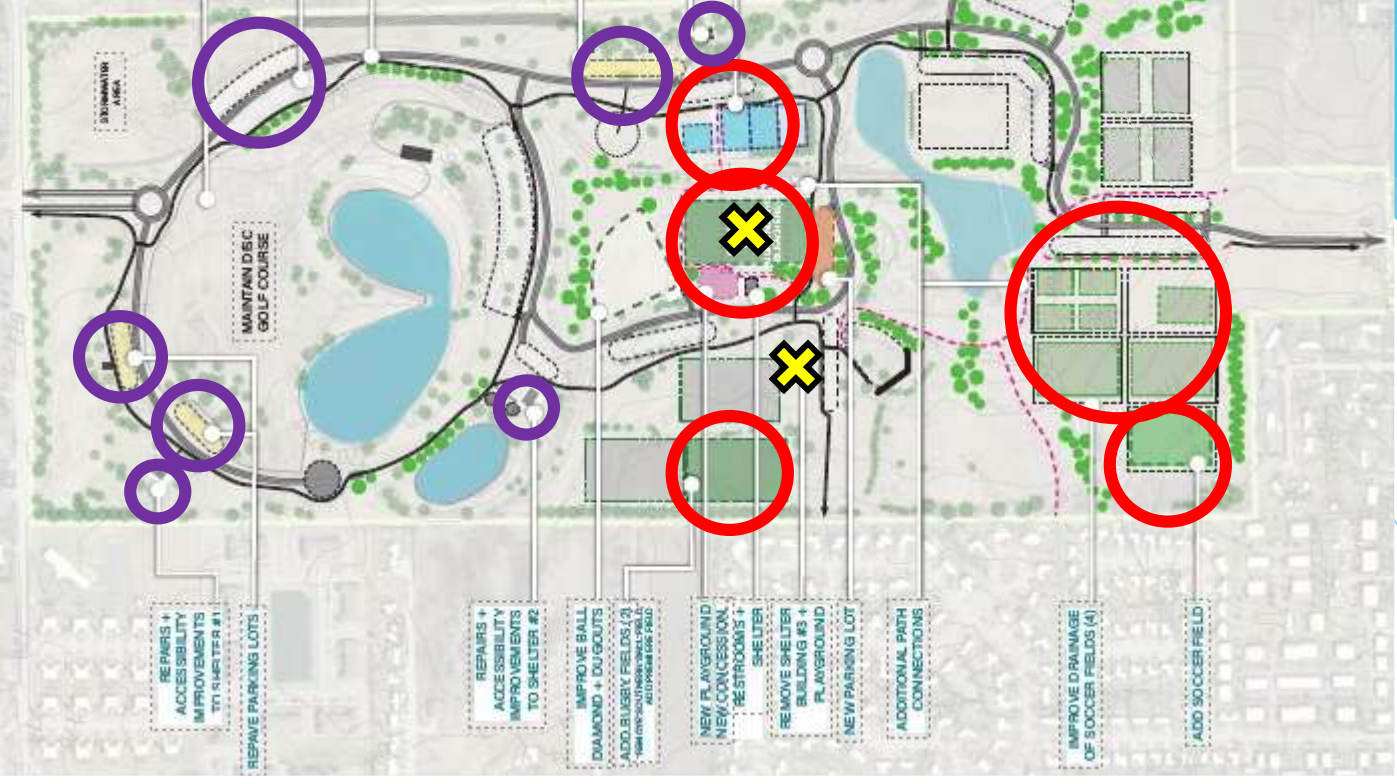 STORMWATER
AREA
MAINTAIN DISC
GOLF COURSE
REPAIRS +
ACCESSIBILITY
IMPROVEMENTS
TO SHELTER #1
REPAVE PARKING LOTS
REPAIRS +
ACCESSIBILITY
IMPROVEMENTS
TO SHELTER #2
IMPROVE BALL
DIAMOND + DUGOUTS
ADD RUGBY FIELDS (2)
NEW PLAYGROUND
NEW CONCESSION,
RESTROOMS +
SHELTER
REMOVE SHELTER
BUILDING #3 +
PLAYGROUND
NEW PARKING LOT
ADDITIONAL PATH
CONNECTIONS
IMPROVE DRAINAGE
OF SOCCER FIELDS (4)
ADD SOCCER FIELD